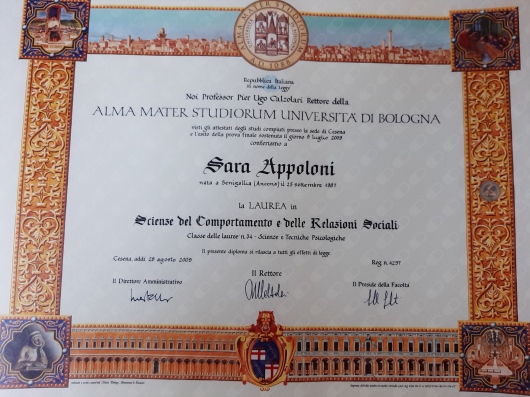 Repubblica Italiana
In nome della Legge
Noi Professor Pier Ugo Calzolari Rettore della
ALMA MATER STUDIORUM UNIVERSITÀ DI BOLOGNA
visti gli attestati degli studi compiuti presso la sede di Cesena
e l'esito della prova finale sostenuta il giorno 8 luglio 2009
conferiamo a
Sara Appoloni
nata a Senigallia (Ancona) il 25 settembre 1987
la LAUREA in
Scienze del Comportamento e delle Relazioni Sociali
Classe delle lauree n.34 - Scienze e Tecniche Psicologiche
Il presente diploma si rilascia a tutti gli effetti di legge
Cesena, addì 28 agosto 2009
Reg. n.4257
Il Direttore Amministrativo
Il Rettore
Il Preside della Facoltà